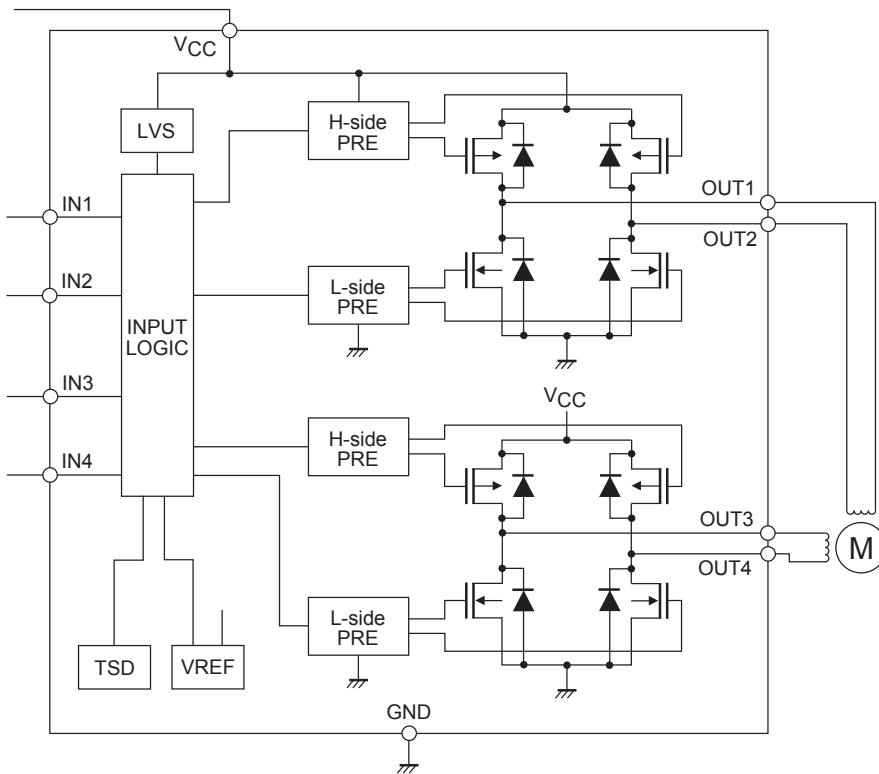 VCC
LVS
H-side
PRE
IN1
OUT1
OUT2
IN2
L-side
PRE
INPUT
LOGIC
IN3
VCC
IN4
H-side
PRE
OUT3
M
OUT4
L-side
PRE
TSD
VREF
GND